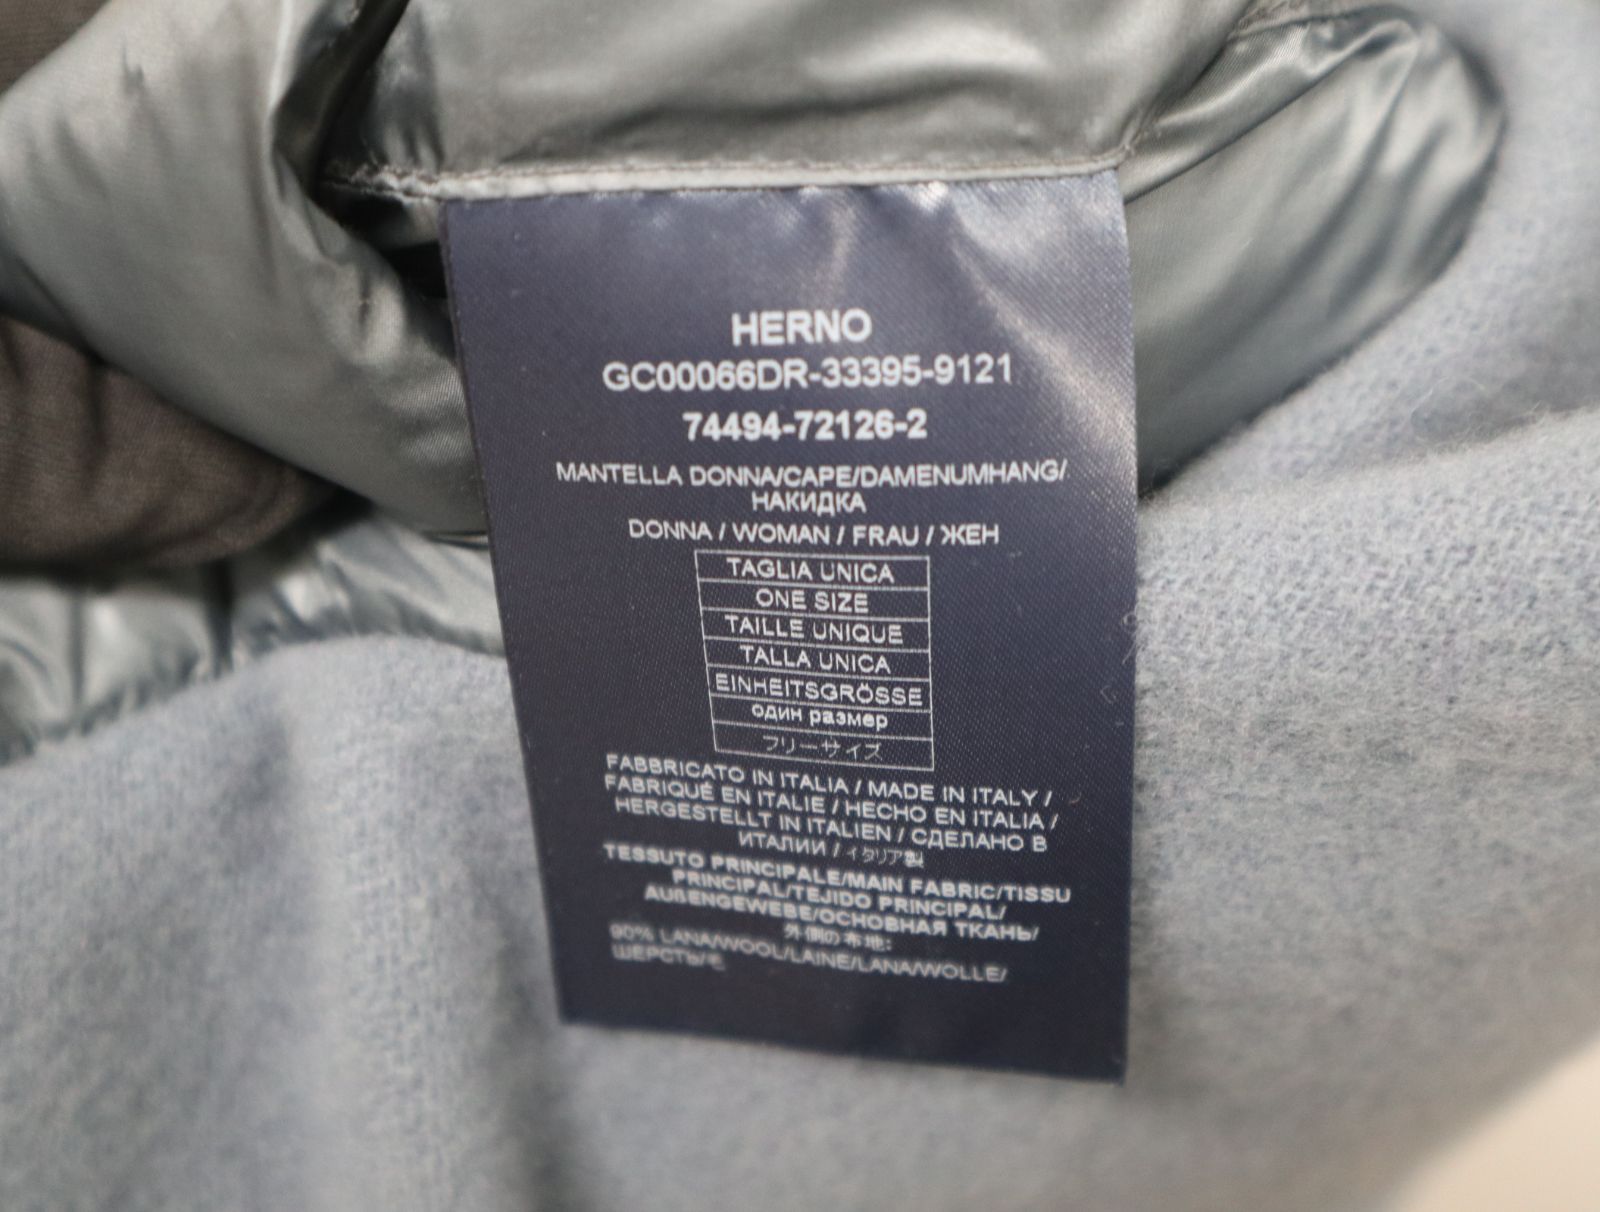 HERNO
GC00066DR-33395-9121
74494-72126-2
MANTELLA DONNA/CAPE/DAMENUMHANG/
НАКИДКА
DONNA / WOMAN / FRAU / ЖЕН
TAGLIA UNICA
ONE SIZE
TAILLE UNIQUE
TALLA UNICA
EINHEITSGRÖSSE
один размер
フリーサイズ
FABBRICATO IN ITALIA / MADE IN ITALY /
FABRIQUÉ EN ITALIE / HECHO EN ITALIA /
HERGESTELLT IN ITALIEN / СДЕЛАНО В
ИТАЛИИ / イタリア製
TESSUTO PRINCIPALE/MAIN FABRIC/TISSU
PRINCIPAL/TEJIDO PRINCIPAL/
AUßENGEWEBE/ОСНОВНАЯ ТКАНЬ/
外側の布地:
90% LANA/WOOL/LAINE/LANA/WOLLE/
ШЕРСТЬ/毛